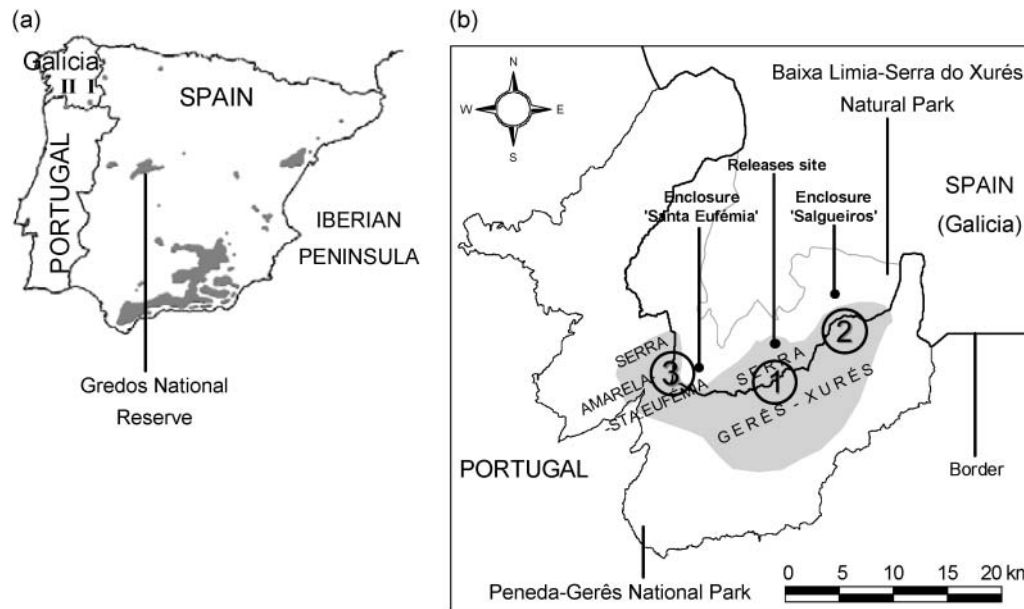 (a)
Galicia
II I
SPAIN
PORTUGAL
IBERIAN
PENINSULA
Gredos National
Reserve
(b)
N
W E
S
Baixa Limia-Serra do Xurés
Natural Park
Releases site
Enclosure
'Santa Eufémia'
Enclosure
'Salgueiros'
SPAIN
(Galicia)
2
SERRA
3
SERRA
1
AMARELA-
-STA.EUFÉMIA
GERÊS-XURÉS
PORTUGAL
Border
Peneda-Gerês National Park
0 5 10 15 20 km